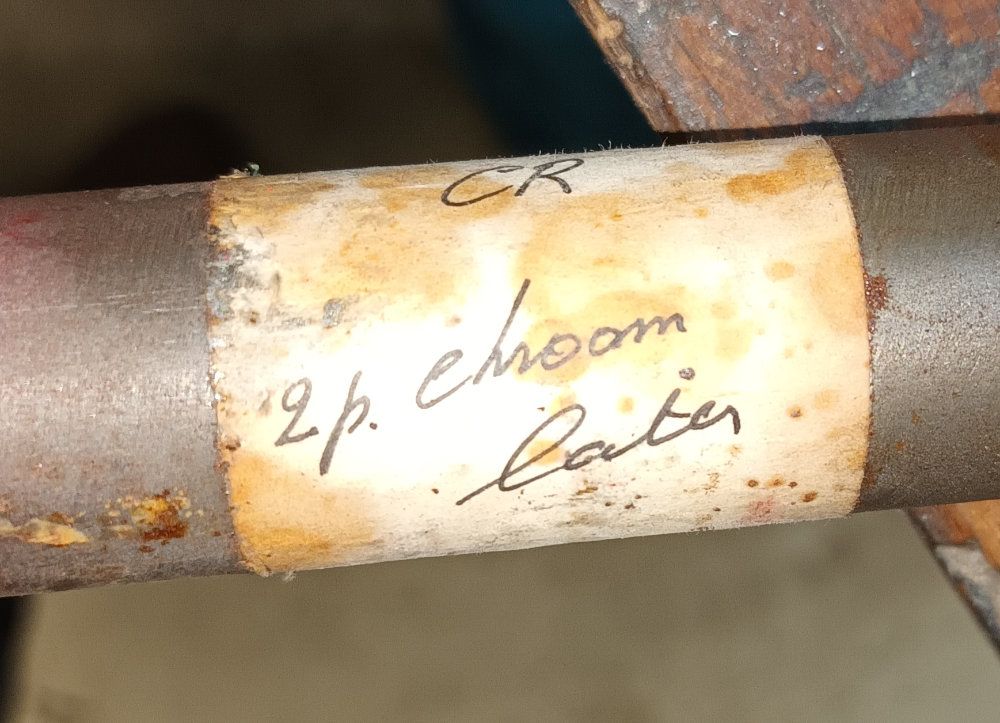 CR
2p. chroom
later